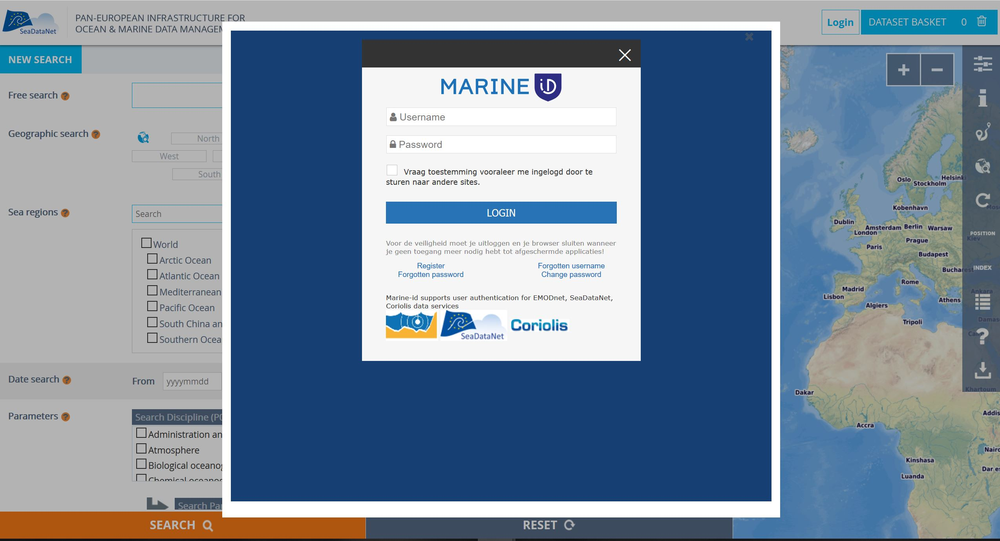 SeaDataNet
PAN-EUROPEAN INFRASTRUCTURE FOR
OCEAN & MARINE DATA MANAGEM
Login
DATASET BASKET 0
NEW SEARCH
Free search ?
Geographic search ?
North
West
South
Sea regions ?
Search
World
Arctic Ocean
Atlantic Ocean
Mediterranean
Pacific Ocean
South China an
Southern Ocea
Date search ?
From yyyymmdd
Parameters ?
Search Discipline (P0
Administration an
Atmosphere
Biological oceanog
Search Pa
SEARCH
RESET
MARINE iD
Username
Password
Vraag toestemming vooraleer me ingelogd door te
sturen naar andere sites.
LOGIN
Voor de veiligheid moet je uitloggen en je browser sluiten wanneer
je geen toegang meer nodig hebt tot afgeschermde applicaties!
Register
Forgotten username
Forgotten password
Change password
Marine-id supports user authentication for EMODnet, SeaDataNet,
Coriolis data services
SeaDataNet
Coriolis
+
−
Oslo
Helsinki
Stockholm
Kobenhavn
Mos
Dublin
Amsterdam
Berlin
Warsaw
London
POSITION
Kiev
Prague
Paris
Budapest
Bucharest
INDEX
Rome
Madrid
Ankara
Lisbon
Athens
Algiers
Tripoli
Damas
Dakar
Khartoum
Addis
Accra
Nairo
Kinshasa
Dar es
Luanda